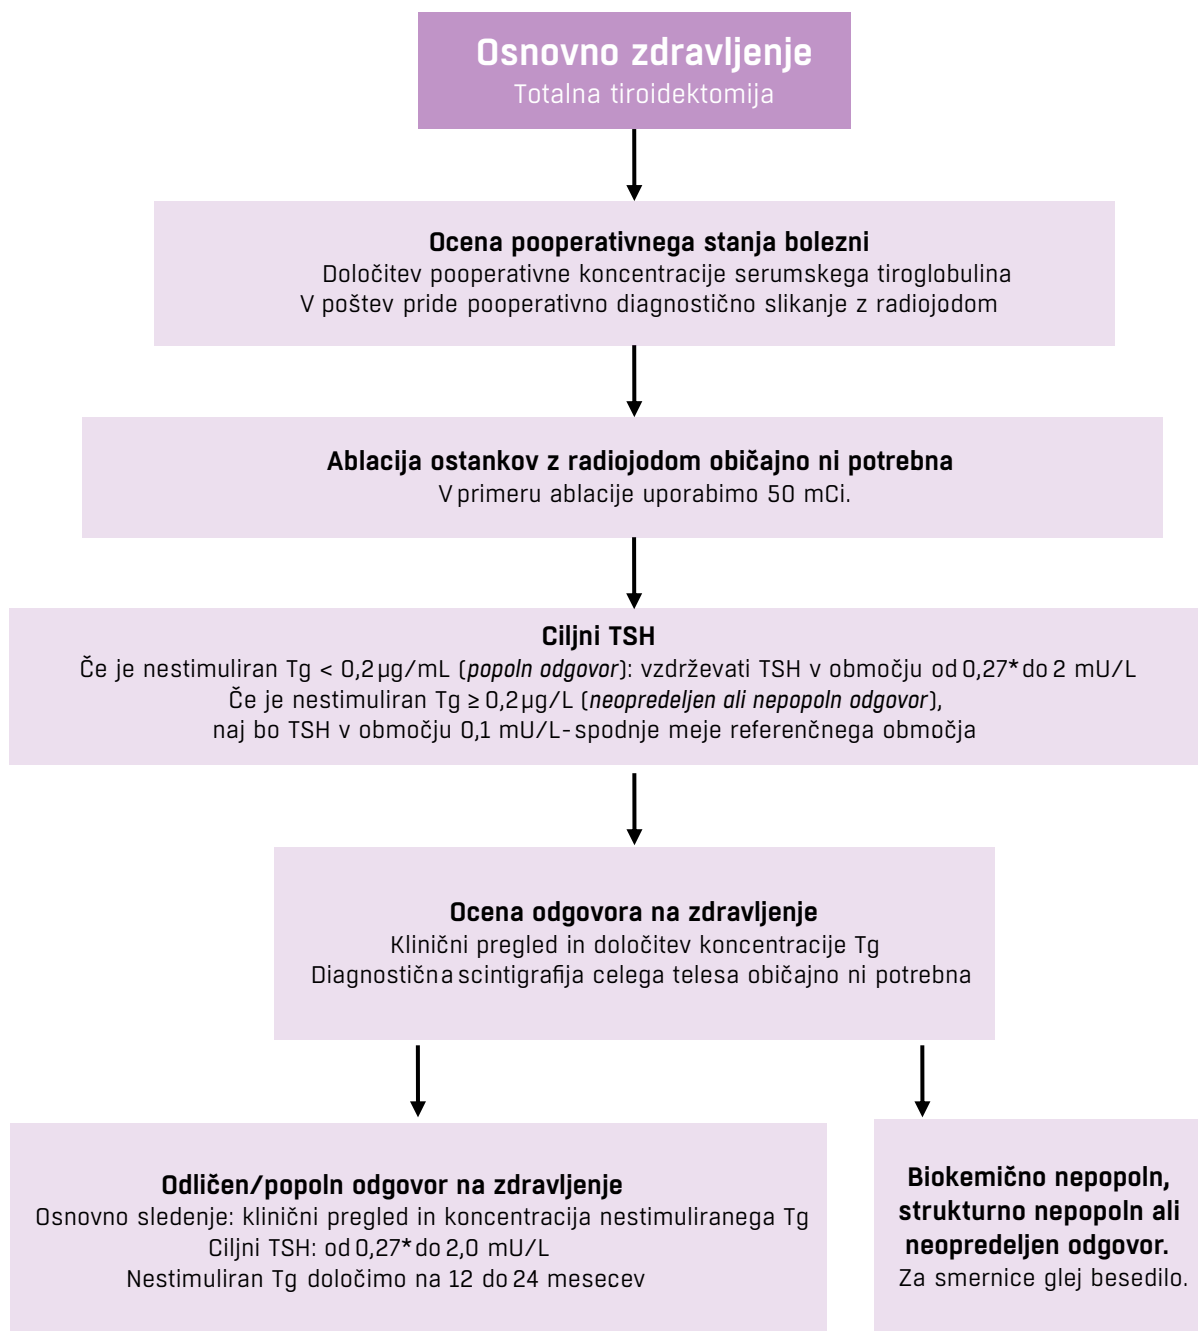 Osnovno zdravljenje
Totalna tiroidektomija
Ocena pooperativnega stanja bolezni
Določitev pooperativne koncentracije serumskega tiroglobulina
V poštev pride pooperativno diagnostično slikanje z radiojodom
Ablacija ostankov z radiojodom običajno ni potrebna
V primeru ablacije uporabimo 50 mCi.
Ciljni TSH
Če je nestimuliran Tg < 0,2 µg/mL (popoln odgovor): vzdrževati TSH v območju od 0,27* do 2 mU/L
Če je nestimuliran Tg ≥ 0,2µg/L (neopredeljen ali nepopoln odgovor),
naj bo TSH v območju 0,1 mU/L-spodnje meje referenčnega območja
Ocena odgovora na zdravljenje
Klinični pregled in določitev koncentracije Tg
Diagnostična scintigrafija celega telesa običajno ni potrebna
Odličen/popoln odgovor na zdravljenje
Osnovno sledenje: klinični pregled in koncentracija nestimuliranega Tg
Ciljni TSH: od 0,27* do 2,0 mU/L
Nestimuliran Tg določimo na 12 do 24 mesecev
Biokemično nepopoln,
strukturno nepopoln ali
neopredeljen odgovor.
Za smernice glej besedilo.